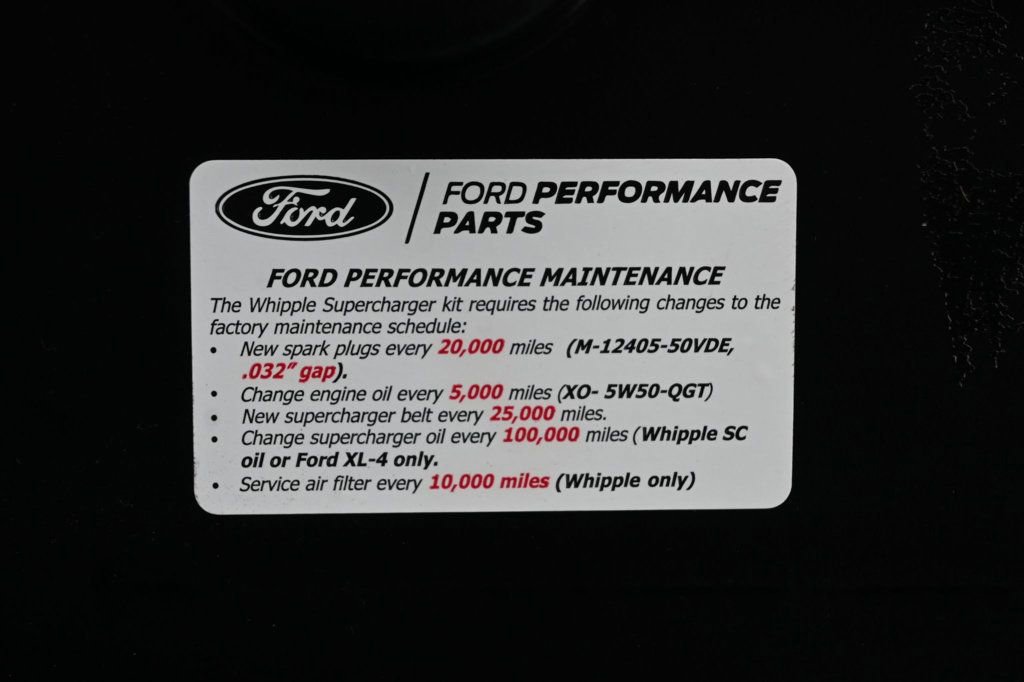 Ford / FORD PERFORMANCE
PARTS
FORD PERFORMANCE MAINTENANCE
The Whipple Supercharger kit requires the following changes to the
factory maintenance schedule:
• New spark plugs every 20,000 miles (M-12405-50VDE,
.032" gap).
• Change engine oil every 5,000 miles (XO- 5W50-QGT)
• New supercharger belt every 25,000 miles.
• Change supercharger oil every 100,000 miles (Whipple SC
oil or Ford XL-4 only.
• Service air filter every 10,000 miles (Whipple only)